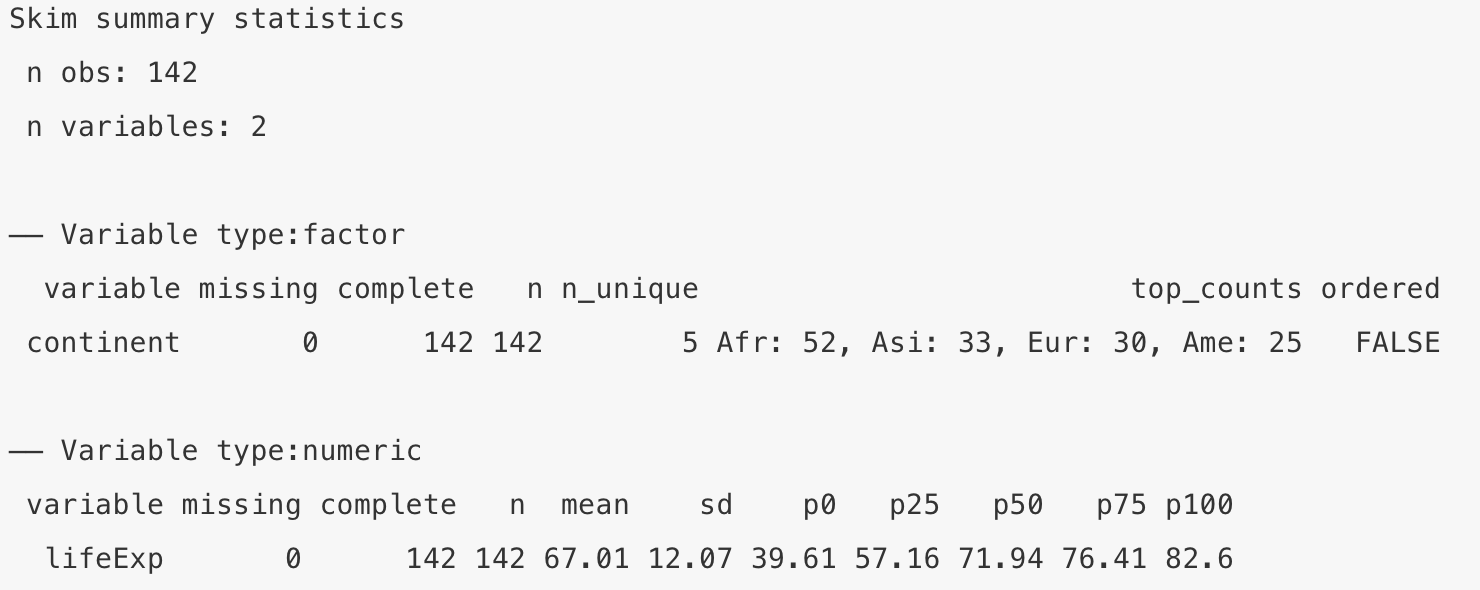 Skim summary statistics
 n obs: 142
 n variables: 2

── Variable type:factor
  variable missing complete   n n_unique                         top_counts ordered
 continent       0      142 142        5 Afr: 52, Asi: 33, Eur: 30, Ame: 25   FALSE

── Variable type:numeric
 variable missing complete   n  mean    sd    p0   p25   p50   p75 p100
  lifeExp       0      142 142 67.01 12.07 39.61 57.16 71.94 76.41 82.6